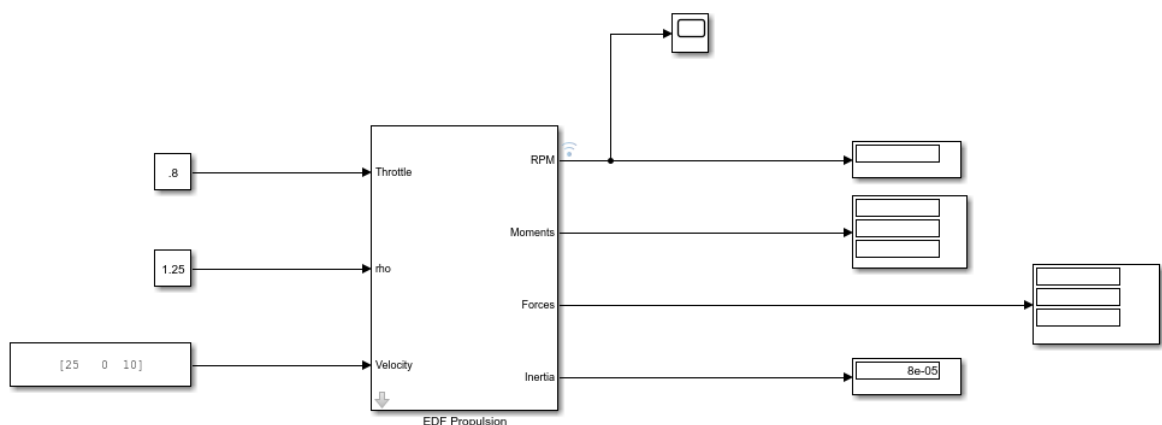 RPM
.8
Throttle
Moments
1.25
rho
Forces
[25 0 10]
Velocity
Inertia
8e-05
EDF Propulsion